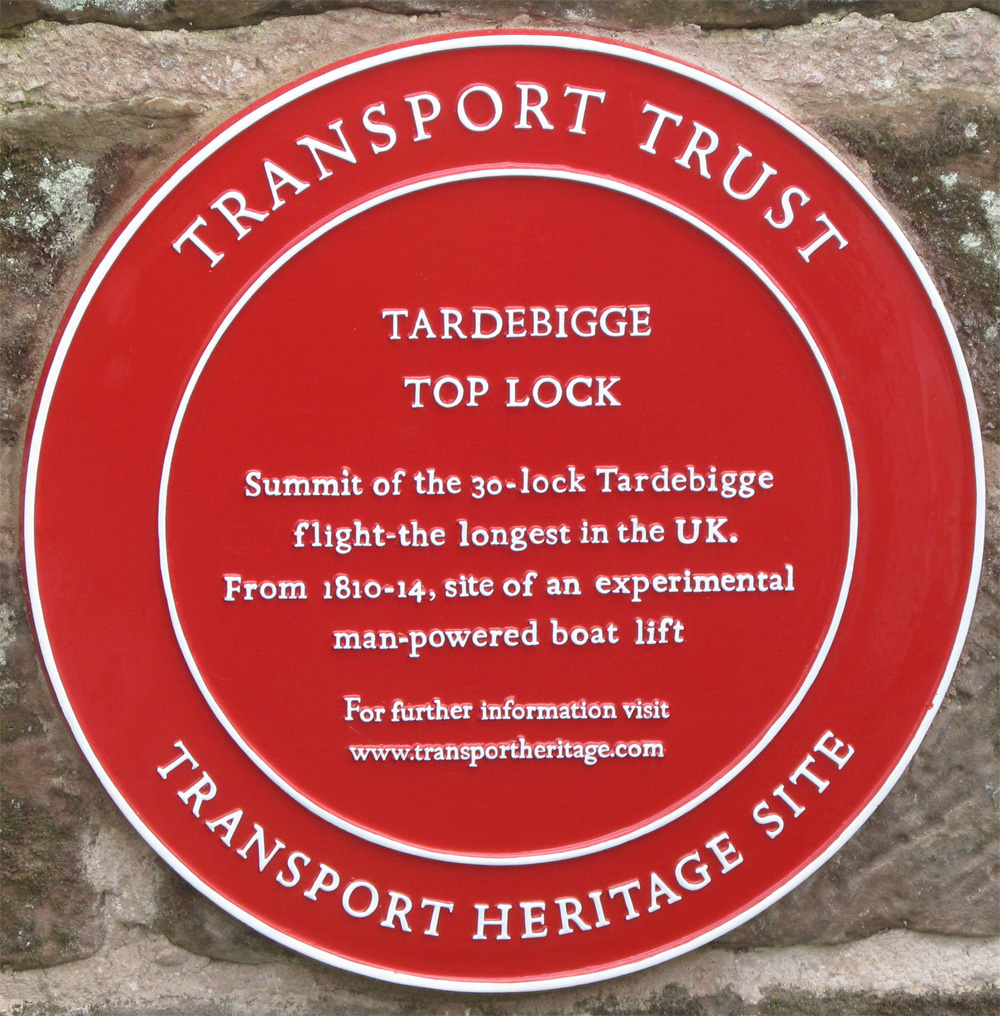 TRANSPORT TRUST
TARDEBIGGE
TOP LOCK
Summit of the 30-lock Tardebigge
flight-the longest in the UK.
From 1810-14, site of an experimental
man-powered boat lift
For further information visit
www.transportheritage.com
TRANSPORT HERITAGE SITE